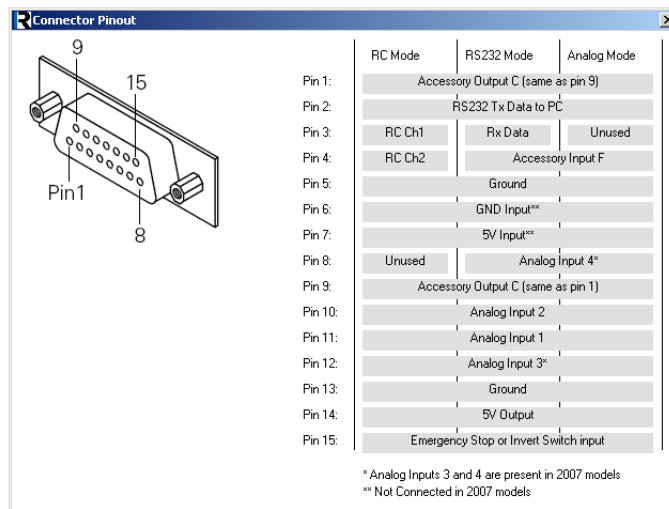 Connector Pinout
9
15
Pin1
8
RC Mode RS232 Mode Analog Mode
Pin 1: Accessory Output C (same as pin 9)
Pin 2: RS232 Tx Data to PC
Pin 3: RC Ch1 Rx Data Unused
Pin 4: RC Ch2 Accessory Input F
Pin 5: Ground
Pin 6: GND Input**
Pin 7: 5V Input**
Pin 8: Unused Analog Input 4*
Pin 9: Accessory Output C (same as pin 1)
Pin 10: Analog Input 2
Pin 11: Analog Input 1
Pin 12: Analog Input 3*
Pin 13: Ground
Pin 14: 5V Output
Pin 15: Emergency Stop or Invert Switch input
* Analog Inputs 3 and 4 are present in 2007 models
** Not Connected in 2007 models